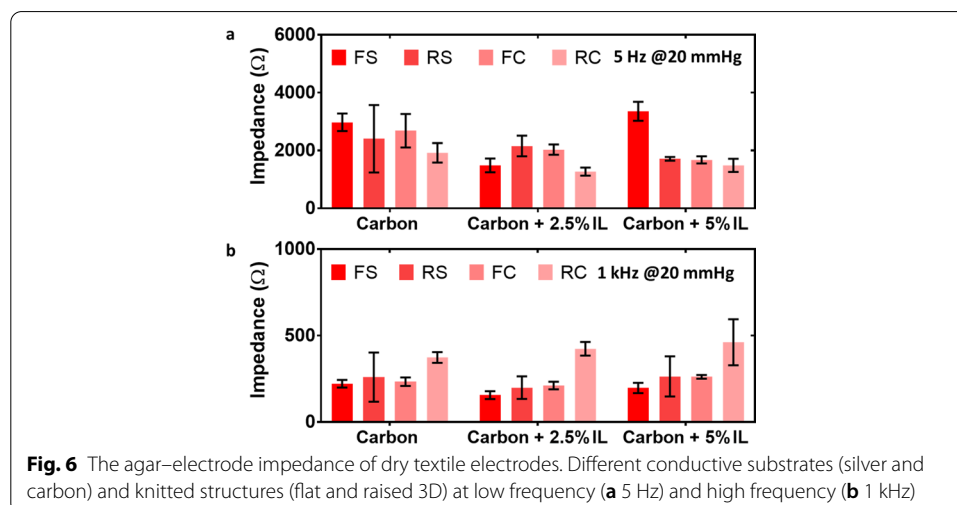 a
6000
4000
2000
0
Impedance (Ω)
FS RS FC RC 5 Hz @20 mmHg
Carbon Carbon + 2.5% IL Carbon + 5% IL
b
1000
500
0
Impedance (Ω)
FS RS FC RC 1 kHz @20 mmHg
Carbon Carbon + 2.5% IL Carbon + 5% IL
Fig. 6 The agar–electrode impedance of dry textile electrodes. Different conductive substrates (silver and
carbon) and knitted structures (flat and raised 3D) at low frequency (a 5 Hz) and high frequency (b 1 kHz)